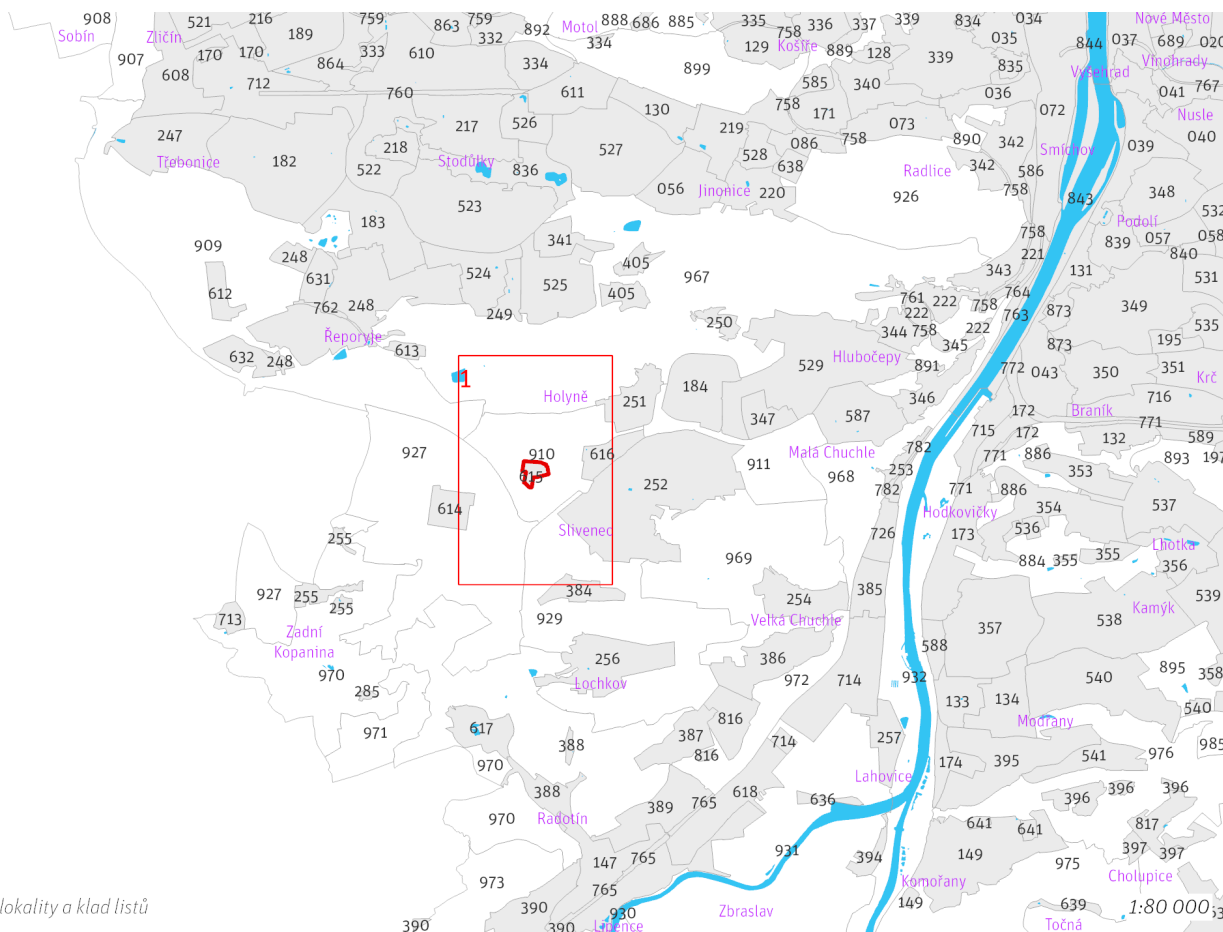 908 521 216 759 863 759 892 Motol 888 686 885 335 336 337 339 834 034 Nové Město
Sobín Zličín 189 332 334 758 035 844 037 689 020
907 170 170 864 333 610 334 129 Košíře 889 128 339 Vinohrady
608 712 760 611 899 585 340 835 Vyšehrad 041 767
036
217 526 130 758 171 073 072 Nusle
247 218 527 219 086 758 890 342 Smíchov 039 040
Třebonice 182 522 Stodůlky 836 528 638 Radlice 342 586
056 Jinonice 220 926 758 348
183 523 843 532
909 341 758 Podolí
248 405 967 221 839 057 058
631 524 525 343 131 840
612 405 764 531
762 248 249 761 222 758 763 873 349
250 222
Řeporyje 344 758 222 535
632 248 613 345 873 195
1 529 Hlubočepy 891 772 043 350 351 Krč
184 346 716
Holyně 251 347 587 172 Braník
771
927 910 616 Malá Chuchle 782 715 172 132 589
911 968 253 771 886 353 893 197
615 252 782 771 886
614 354 537
Slivenec 726 Hodkovičky 536
255 173 Lhotka
969 884 355 355 356
927 255 384 254 385 539
255 Kamýk
713 929 Velká Chuchle 357 538
Zadní
Kopanina 588
256 386 895 358
970 Lochkov 972 714 932 540
285 133 134 540
816 Modřany
617 387 257
971 388 816 714 541 976 985
970 174 395
Lahovice
388 618 636 396 396 396
970 Radotín 389 765
641 641 817
147 765 931 394 149 397 397
973 765 975 Cholupice
Komořany
390 930 Zbraslav 149 639
390 390 Lipence Točná
lokality a klad listů 1:80 000